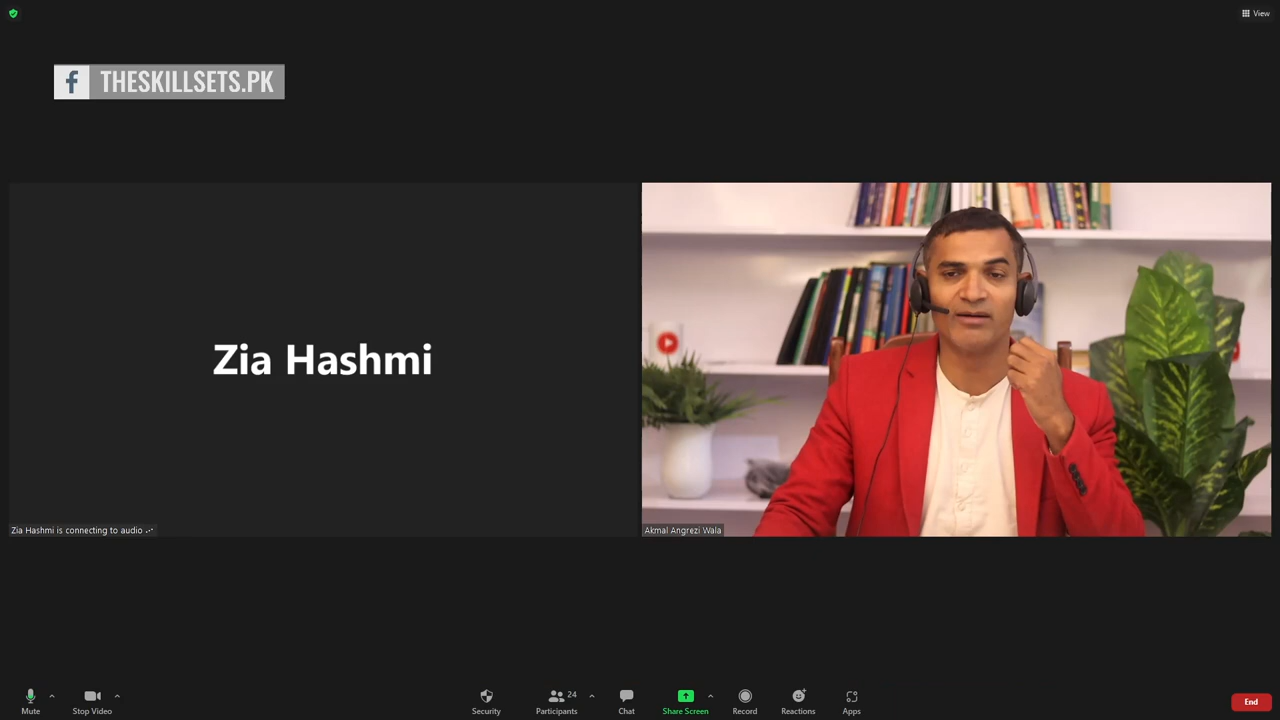 View
f THESKILLSETS.PK
Zia Hashmi
Zia Hashmi is connecting to audio
Akmal Angrezi Wala
Mute
Stop Video
Security
Participants
24
Chat
Share Screen
Record
Reactions
Apps
End